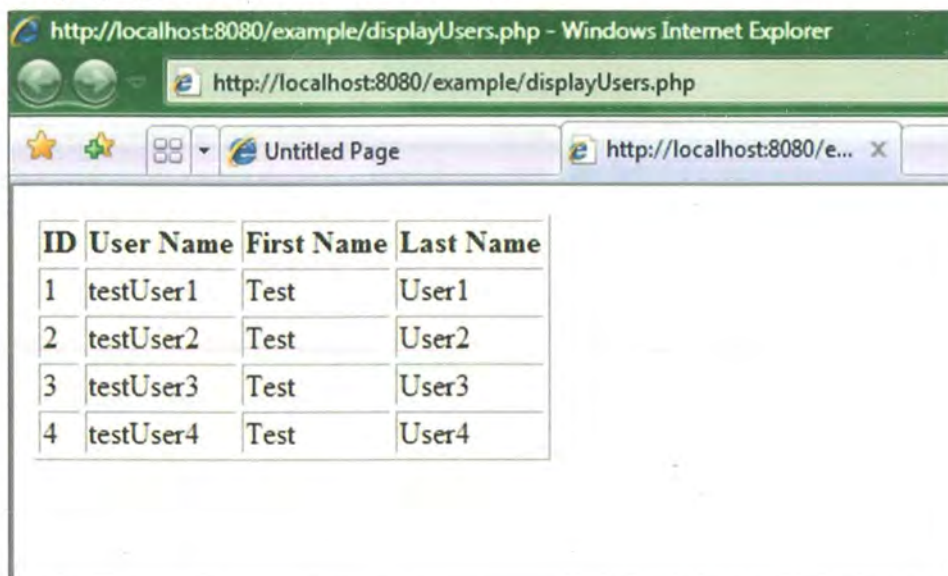 http://localhost:8080/example/displayUsers.php - Windows Internet Explorer
http://localhost:8080/example/displayUsers.php
Untitled Page http://localhost:8080/e...
ID User Name First Name Last Name
1 testUser1 Test User1
2 testUser2 Test User2
3 testUser3 Test User3
4 testUser4 Test User4